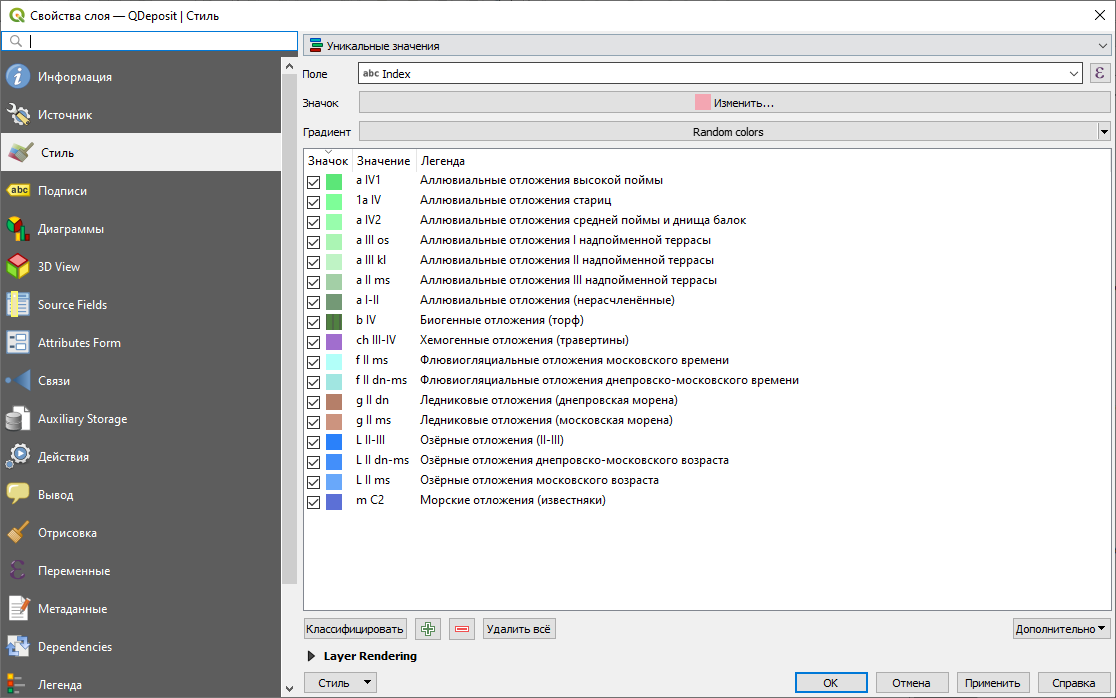 Свойства слоя — QDeposit | Стиль
Информация
Источник
Стиль
abc Подписи
Диаграммы
3D View
Source Fields
Attributes Form
Связи
Auxiliary Storage
Действия
Вывод
Отрисовка
Переменные
Метаданные
Dependencies
Легенда
Уникальные значения
Поле abc Index ε
Значок Изменить...
Градиент Random colors
Значок Значение Легенда
a IV1 Аллювиальные отложения высокой поймы
1a IV Аллювиальные отложения стариц
a IV2 Аллювиальные отложения средней поймы и днища балок
a III os Аллювиальные отложения I надпойменной террасы
a III kl Аллювиальные отложения II надпойменной террасы
a II ms Аллювиальные отложения III надпойменной террасы
a I-II Аллювиальные отложения (нерасчленённые)
b IV Биогенные отложения (торф)
ch III-IV Хемогенные отложения (травертины)
f II ms Флювиогляциальные отложения московского времени
f II dn-ms Флювиогляциальные отложения днепровско-московского времени
g II dn Ледниковые отложения (днепровская морена)
g II ms Ледниковые отложения (московская морена)
L II-III Озёрные отложения (II-III)
L II dn-ms Озёрные отложения днепровско-московского возраста
L II ms Озёрные отложения московского возраста
m C2 Морские отложения (известняки)
Классифицировать Удалить всё Дополнительно
Layer Rendering
Стиль OK Отмена Применить Справка